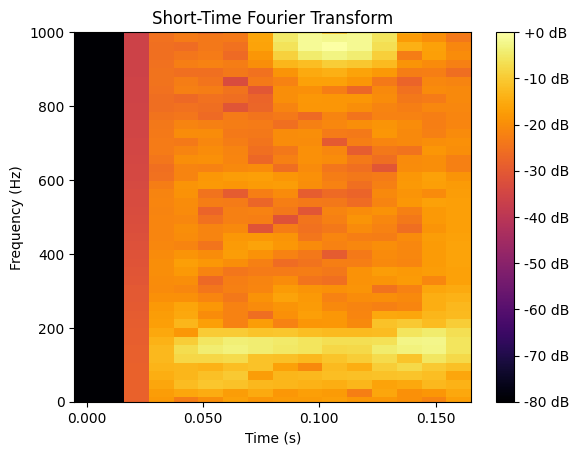 Short-Time Fourier Transform
1000
800
600
400
200
0
Frequency (Hz)
0.000
0.050
0.100
0.150
Time (s)
+0 dB
-10 dB
-20 dB
-30 dB
-40 dB
-50 dB
-60 dB
-70 dB
-80 dB